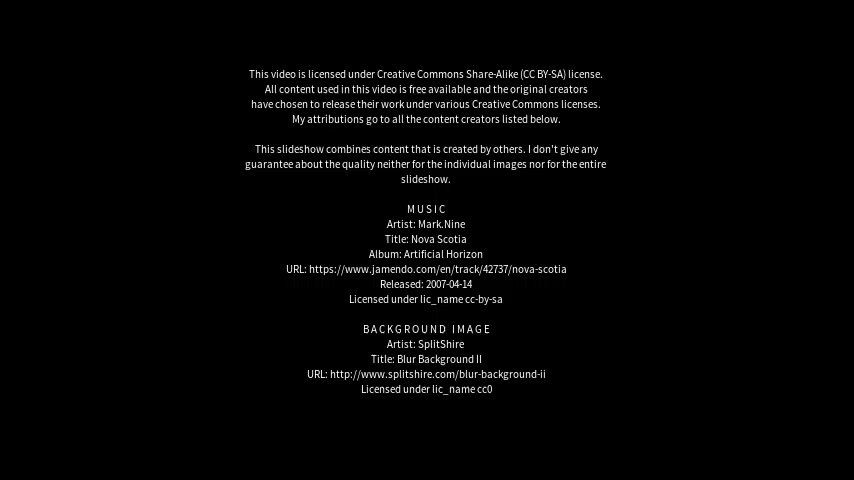 This video is licensed under Creative Commons Share-Alike (CC BY-SA) license.
All content used in this video is free available and the original creators
have chosen to release their work under various Creative Commons licenses.
My attributions go to all the content creators listed below.
This slideshow combines content that is created by others. I don't give any
guarantee about the quality neither for the individual images nor for the entire
slideshow.
MUSIC
Artist: Mark.Nine
Title: Nova Scotia
Album: Artificial Horizon
URL: https://www.jamendo.com/en/track/42737/nova-scotia
Released: 2007-04-14
Licensed under lic_name cc-by-sa
BACKGROUND IMAGE
Artist: SplitShire
Title: Blur Background II
URL: http://www.splitshire.com/blur-background-ii
Licensed under lic_name cc0